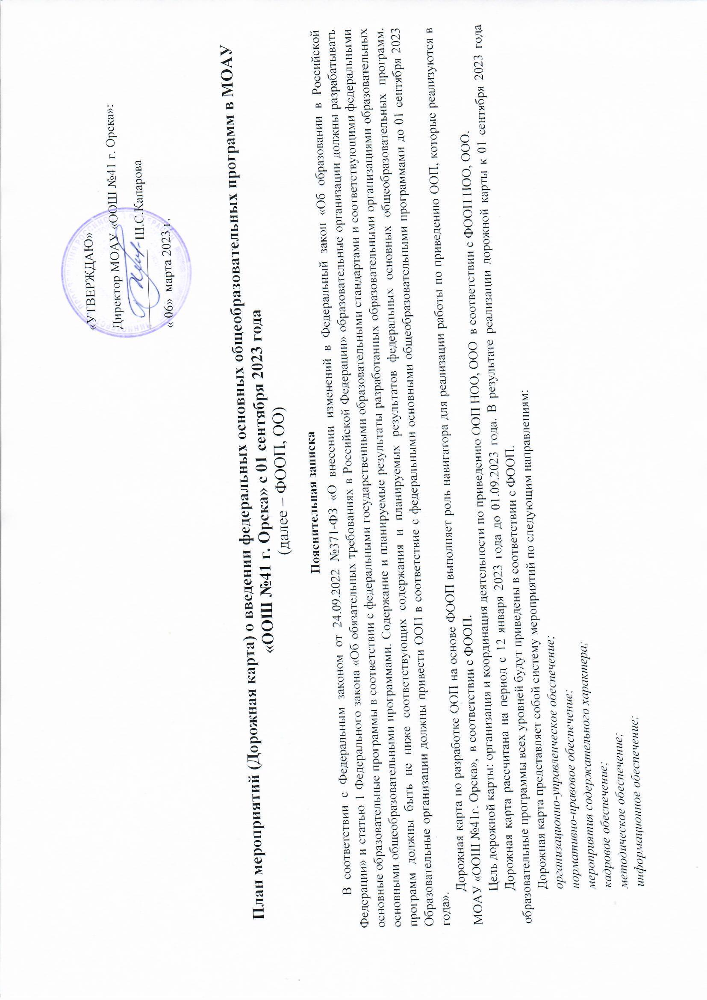 «УТВЕРЖДАЮ»
Директор МОАУ «ООШ №41 г. Орска»:
Ш.С.Капарова
« 06» марта 2023 г.
План мероприятий (Дорожная карта) о введении федеральных основных общеобразовательных программ в МОАУ
«ООШ №41 г. Орска» с 01 сентября 2023 года
(далее – ФООП, ОО)
Пояснительная записка
В соответствии с Федеральным законом от 24.09.2022 №371-ФЗ «О внесении изменений в Федеральный закон «Об образовании в Российской
Федерации» и статью 1 Федерального закона «Об обязательных требованиях в Российской Федерации» образовательные организации должны разрабатывать
основные образовательные программы в соответствии с федеральными государственными образовательными стандартами и соответствующими федеральными
основными общеобразовательными программами. Содержание и планируемые результаты разработанных образовательными организациями образовательных
программ должны быть не ниже соответствующих содержания и планируемых результатов федеральных основных общеобразовательных программ.
Образовательные организации должны привести ООП в соответствие с федеральными основными общеобразовательными программами до 01 сентября 2023
года».
Дорожная карта по разработке ООП на основе ФООП выполняет роль навигатора для реализации работы по приведению ООП, которые реализуются в
МОАУ «ООШ №41г. Орска», в соответствии с ФООП.
Цель дорожной карты: организация и координация деятельности по приведению ООП НОО, ООО в соответствии с ФООП НОО, ООО.
Дорожная карта рассчитана на период с 12 января 2023 года до 01.09.2023 года. В результате реализации дорожной карты к 01 сентября 2023 года
образовательные программы всех уровней будут приведены в соответствии с ФООП.
Дорожная карта представляет собой систему мероприятий по следующим направлениям:
организационно-управленческое обеспечение;
нормативно-правовое обеспечение;
мероприятия содержательного характера;
кадровое обеспечение;
методическое обеспечение;
информационное обеспечение;